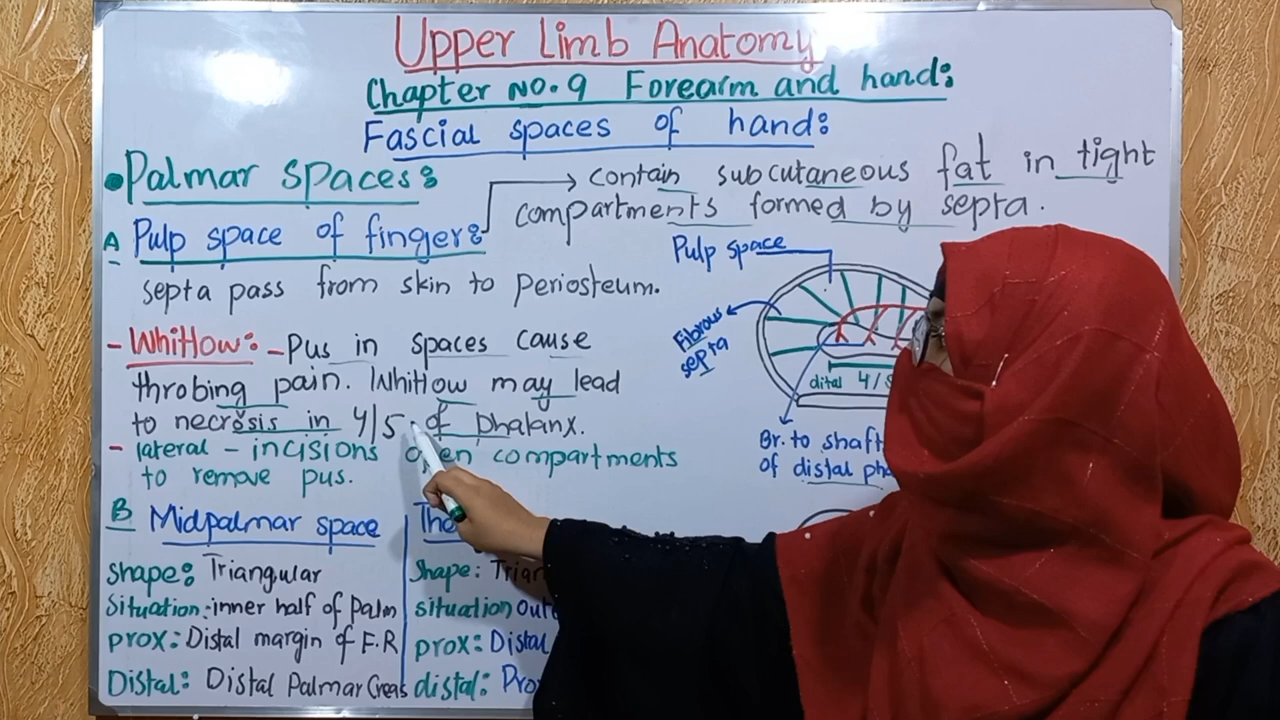 Upper Limb Anatomy
Chapter No.9 Forearm and hand:
Fascial spaces of hand:
Palmar spaces:
contain subcutaneous fat in tight
compartments formed by septa.
A Pulp space of finger:
septa pass from skin to periosteum.
- Whitlow: - Pus in spaces cause
throbing pain. Whitlow may lead
to necrosis in 4/5 of phalanx.
- lateral - incisions open compartments
to remove pus.
Pulp space
Fibrous
septa
dital 4/5
Br. to shaft
of distal
B Midpalmar space
Shape: Triangular
Situation: inner half of Palm
prox: Distal margin of F.R
Distal: Distal Palmar Creas
Shape:
situation
prox: Distal
distal: